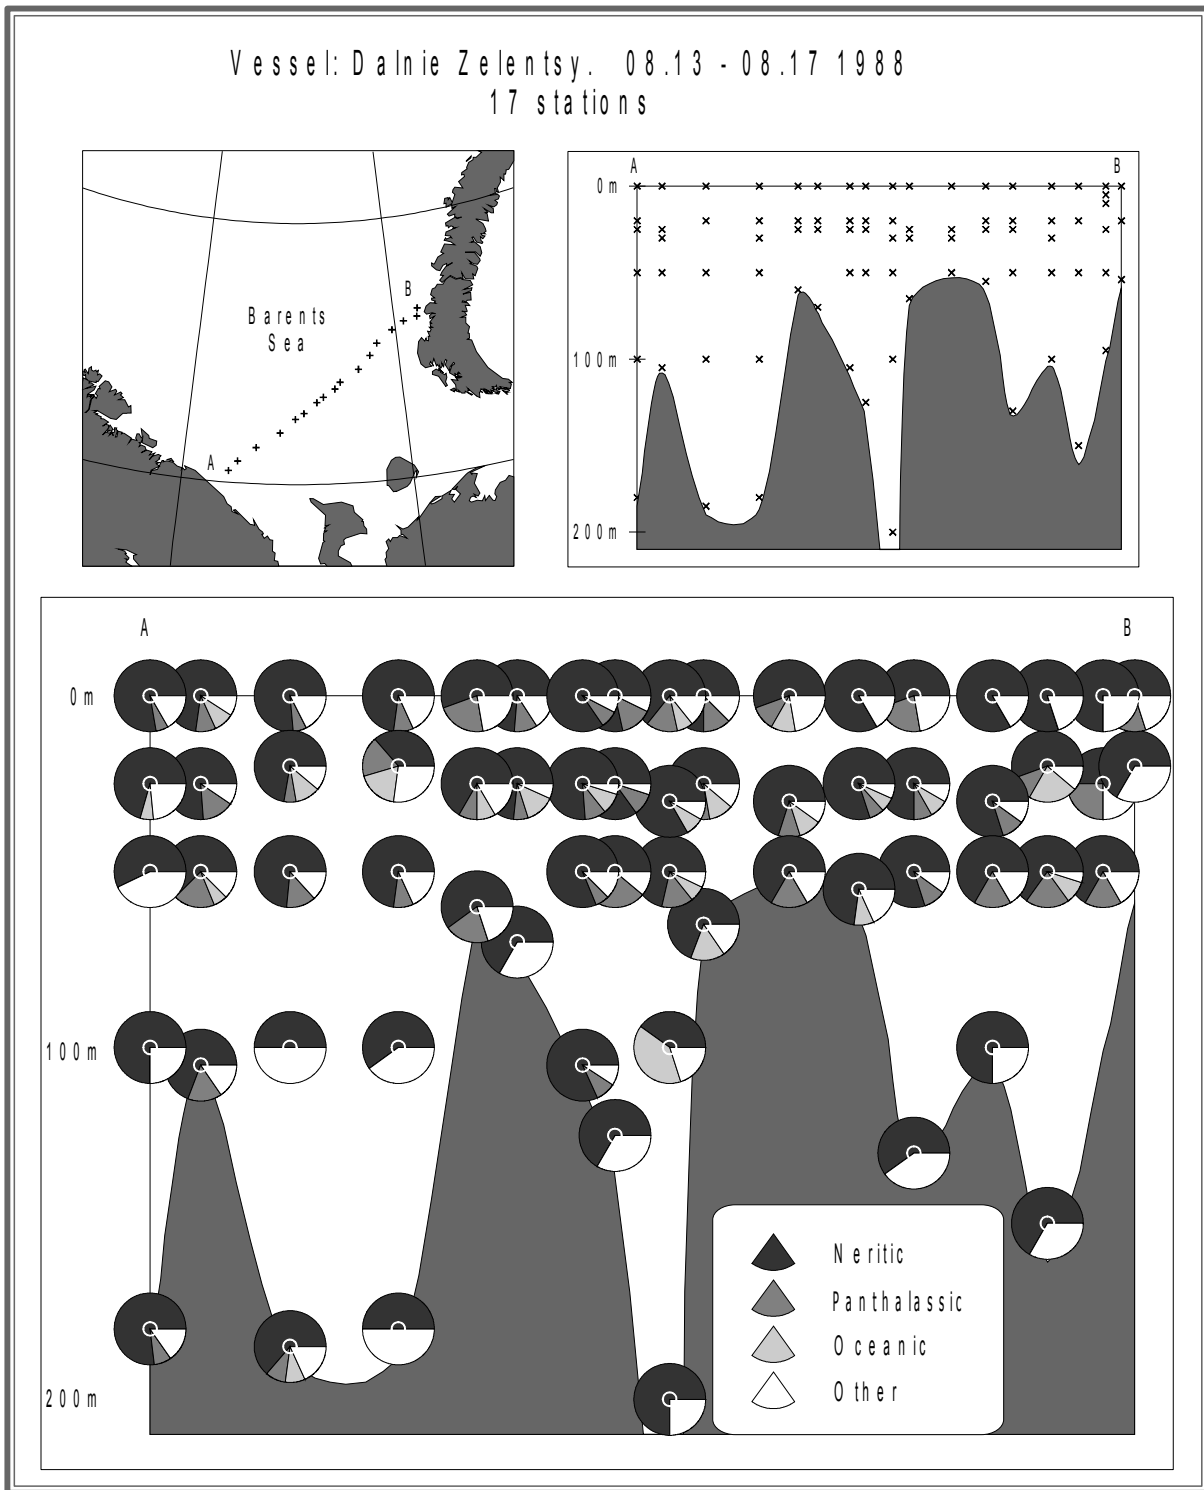 Vessel: Dalnie Zelentsy. 08.13 - 08.17 1988
17 stations
Barents
Sea
A
B
A
B
0m
100m
200m
A
B
0m
100m
200m
Neritic
Panthalassic
Oceanic
Other